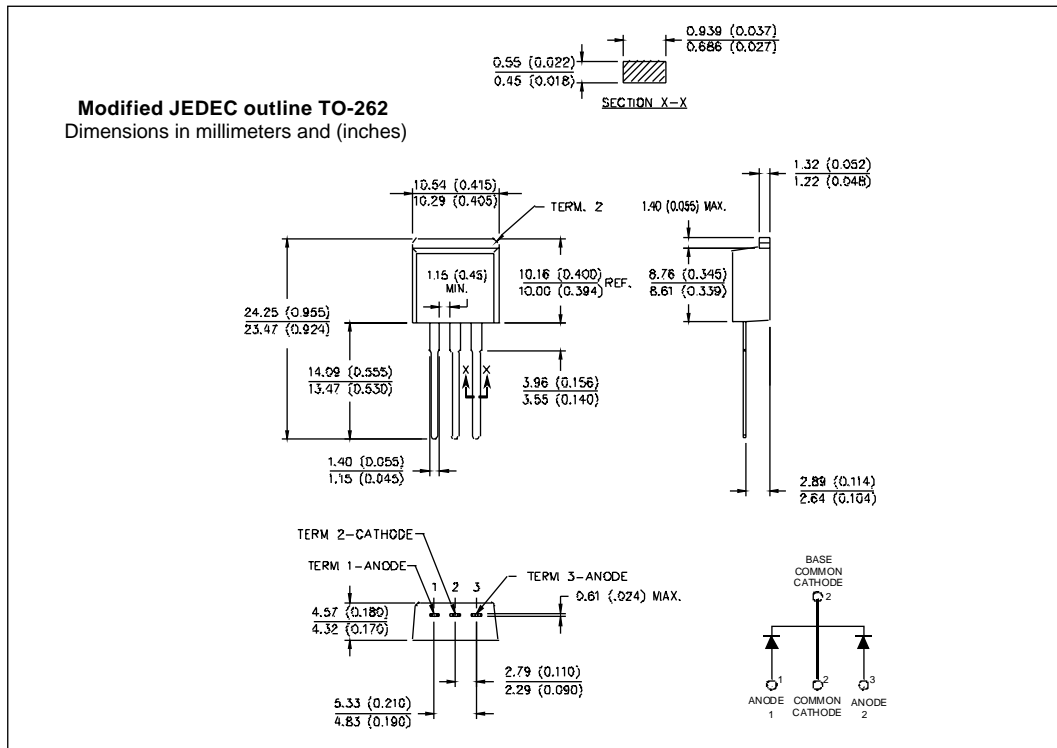 0.939 (0.037)
0.686 (0.027)
0.55 (0.022)
0.45 (0.018)
SECTION X-X
Modified JEDEC outline TO-262
Dimensions in millimeters and (inches)
1.32 (0.052)
1.22 (0.048)
10.54 (0.415)
10.29 (0.405)
TERM. 2
1.40 (0.055) MAX.
1.15 (0.45)
MIN.
10.16 (0.400)
10.00 (0.394)
REF.
8.76 (0.345)
8.61 (0.339)
24.25 (0.955)
23.47 (0.924)
14.09 (0.555)
13.47 (0.530)
X X
3.96 (0.156)
3.55 (0.140)
1.40 (0.055)
1.15 (0.045)
2.89 (0.114)
2.64 (0.104)
TERM 2-CATHODE
TERM 1-ANODE
1 2 3
TERM 3-ANODE
0.61 (.024) MAX.
4.57 (0.180)
4.32 (0.170)
2.79 (0.110)
2.29 (0.090)
5.33 (0.210)
4.83 (0.190)
BASE
COMMON
CATHODE
2
1 2 3
ANODE COMMON ANODE
1 CATHODE 2